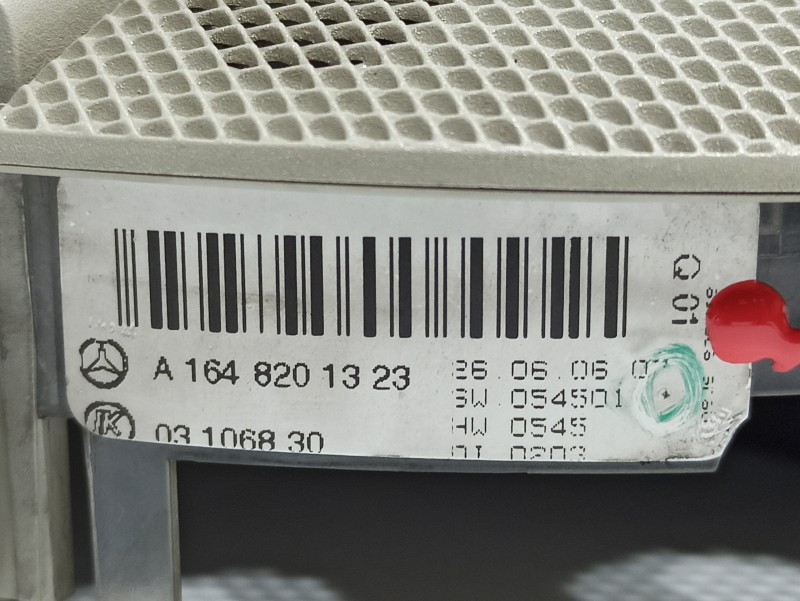 A 164 820 13 23
03 1068 30
26.06.06
SW 054501
HW 0545
Q 01